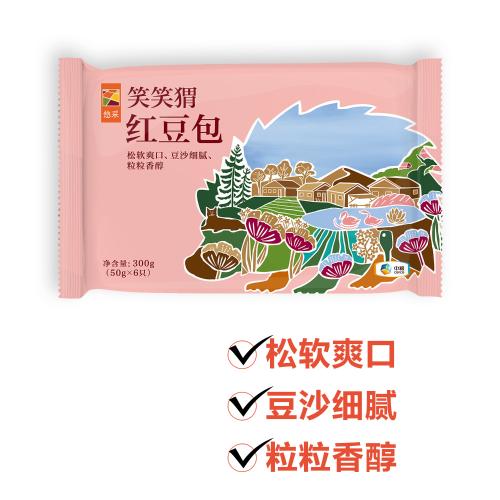 悠采
笑笑猬
红豆包
松软爽口、豆沙细腻、
粒粒香醇
净含量: 300g
(50g×6只)
中粮
COFCO
松软爽口
豆沙细腻
粒粒香醇